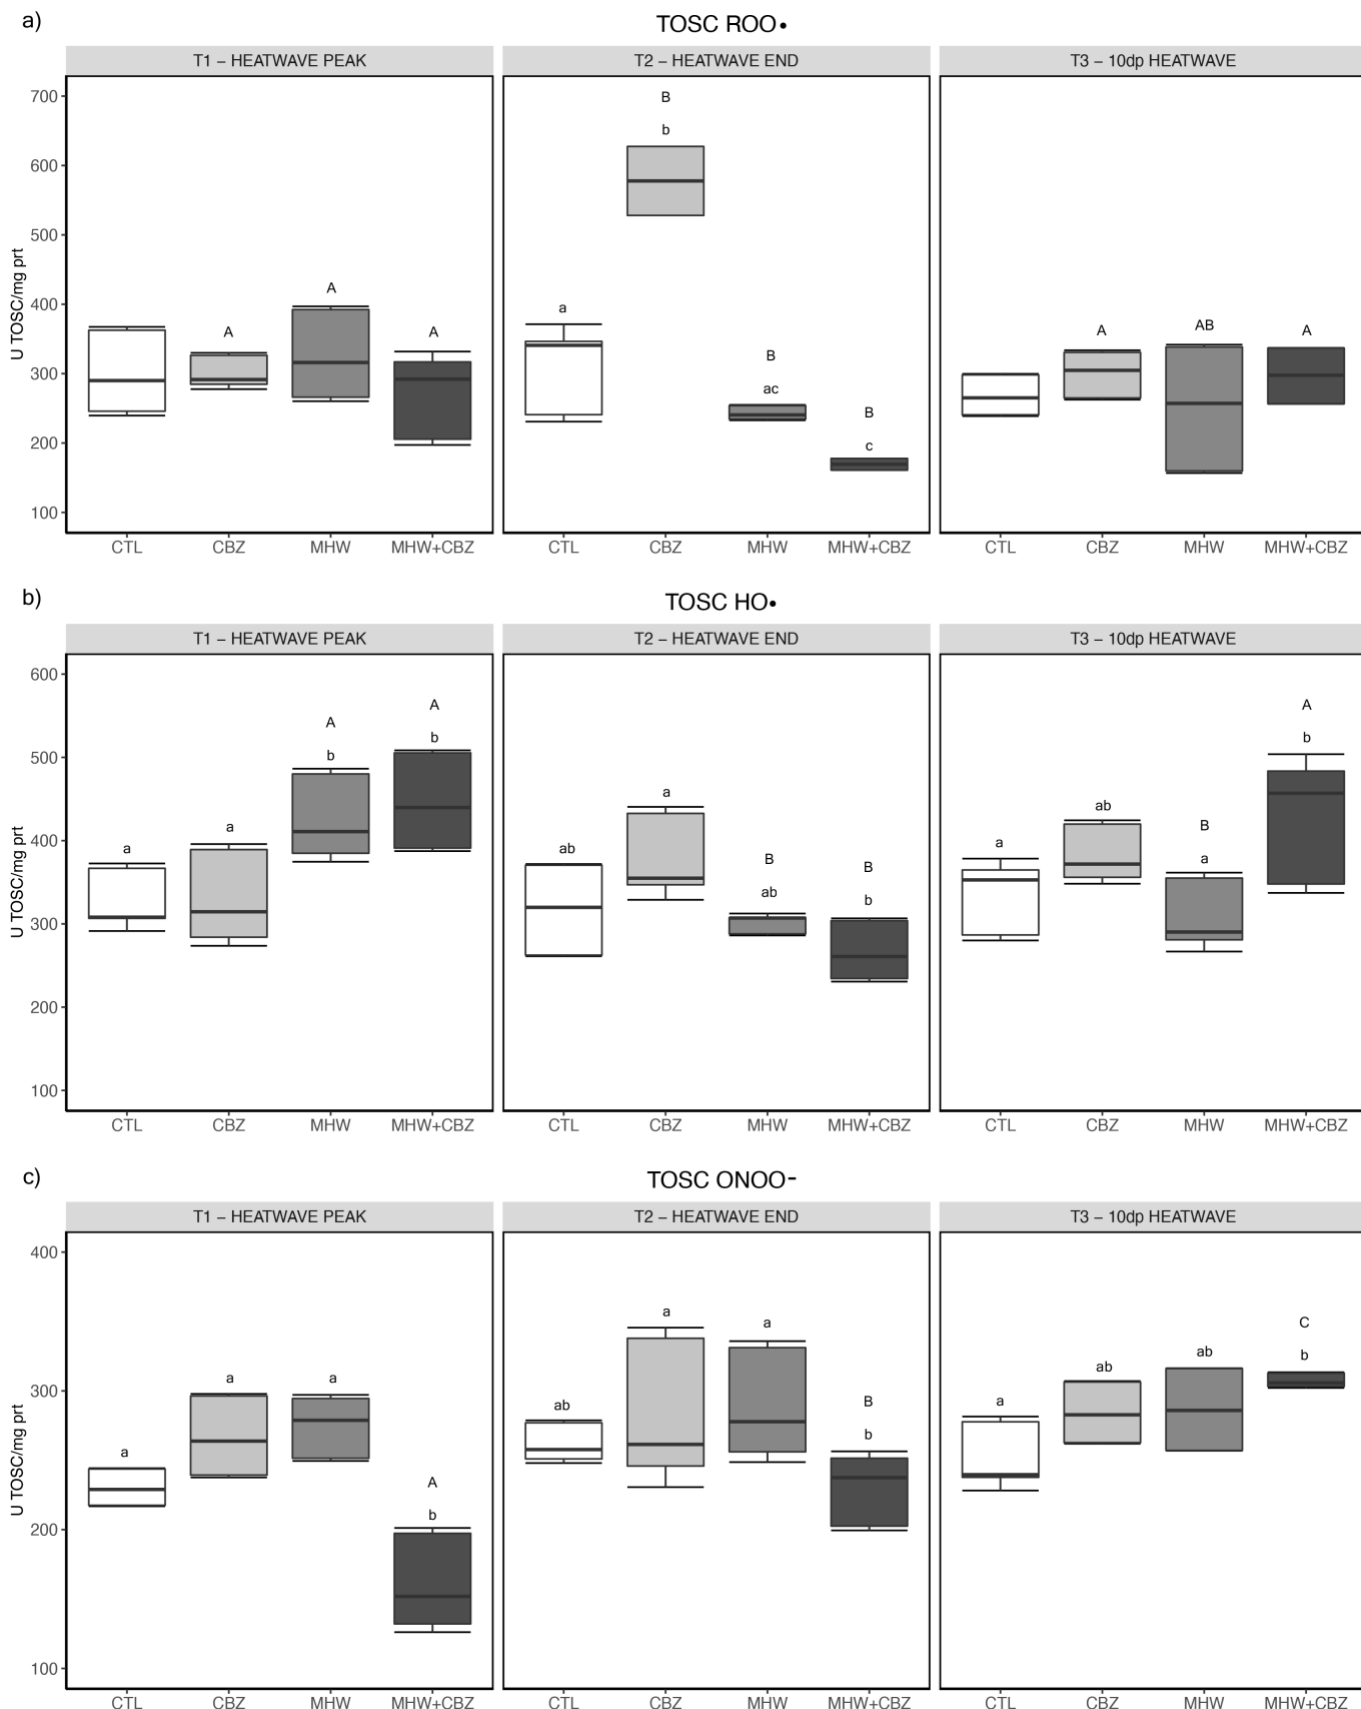 a)
TOSC ROO•
T1 – HEATWAVE PEAK
T2 – HEATWAVE END
T3 – 10dp HEATWAVE
U TOSC/mg prt
700
600
500
400
300
200
100
A
A
A
B
b
a
B
ac
B
c
A
AB
A
CTL CBZ MHW MHW+CBZ
CTL CBZ MHW MHW+CBZ
CTL CBZ MHW MHW+CBZ
b)
TOSC HO•
T1 – HEATWAVE PEAK
T2 – HEATWAVE END
T3 – 10dp HEATWAVE
U TOSC/mg prt
600
500
400
300
200
100
a
a
A
b
A
b
ab
a
B
ab
B
b
a
ab
B
a
A
b
CTL CBZ MHW MHW+CBZ
CTL CBZ MHW MHW+CBZ
CTL CBZ MHW MHW+CBZ
c)
TOSC ONOO-
T1 – HEATWAVE PEAK
T2 – HEATWAVE END
T3 – 10dp HEATWAVE
U TOSC/mg prt
400
300
200
100
a
a
a
A
b
ab
a
a
B
b
a
ab
ab
C
b
CTL CBZ MHW MHW+CBZ
CTL CBZ MHW MHW+CBZ
CTL CBZ MHW MHW+CBZ